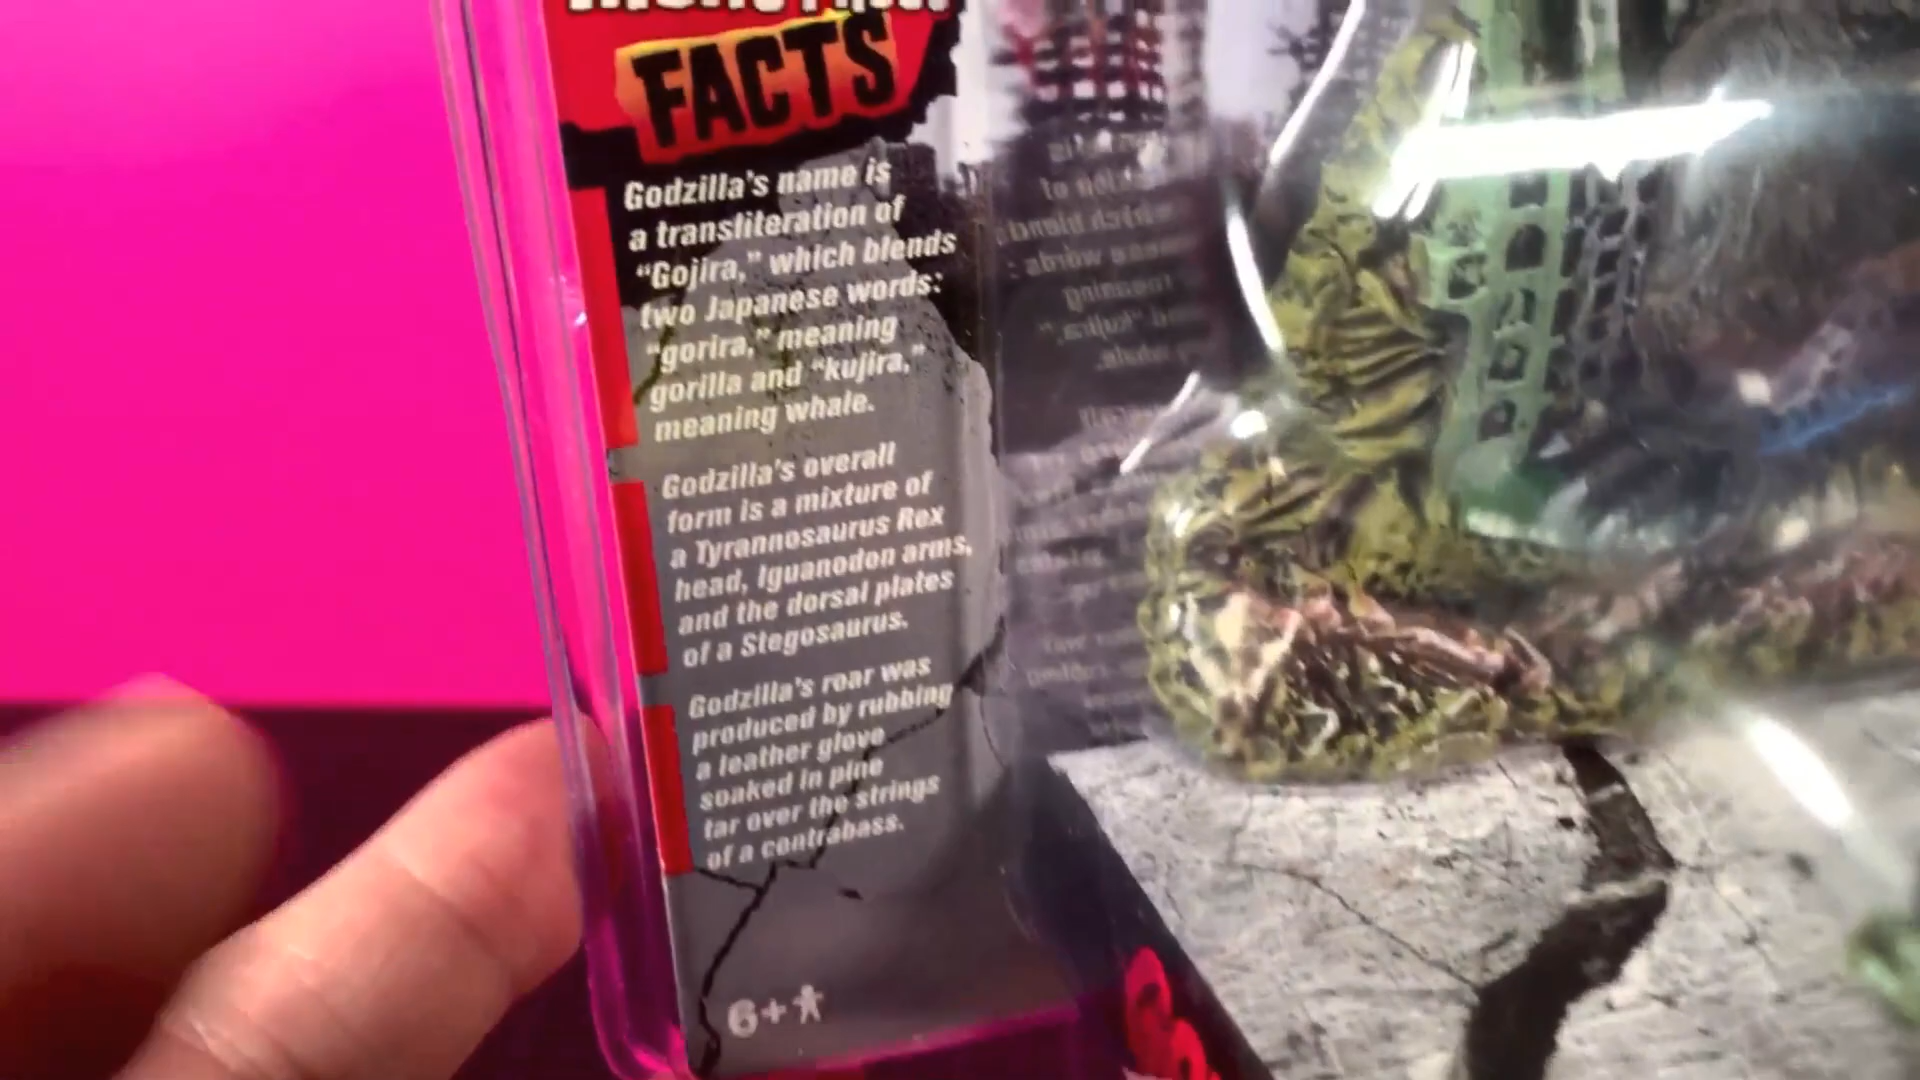 FACTS
Godzilla's name is
a transliteration of
"Gojira," which blends
two Japanese words:
"gorira," meaning
gorilla and "kujira,"
meaning whale.
Godzilla's overall
form is a mixture of
a Tyrannosaurus Rex
head, Iguanodon arms,
and the dorsal plates
of a Stegosaurus.
Godzilla's roar was
produced by rubbing
a leather glove
soaked in pine
tar over the strings
of a contrabass.
6+